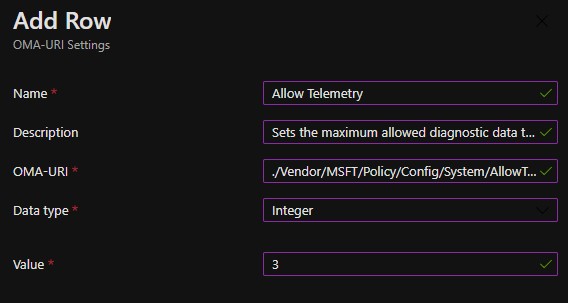 Add Row
OMA-URI Settings
Name * Allow Telemetry
Description Sets the maximum allowed diagnostic data t...
OMA-URI * ./Vendor/MSFT/Policy/Config/System/AllowT...
Data type * Integer
Value * 3